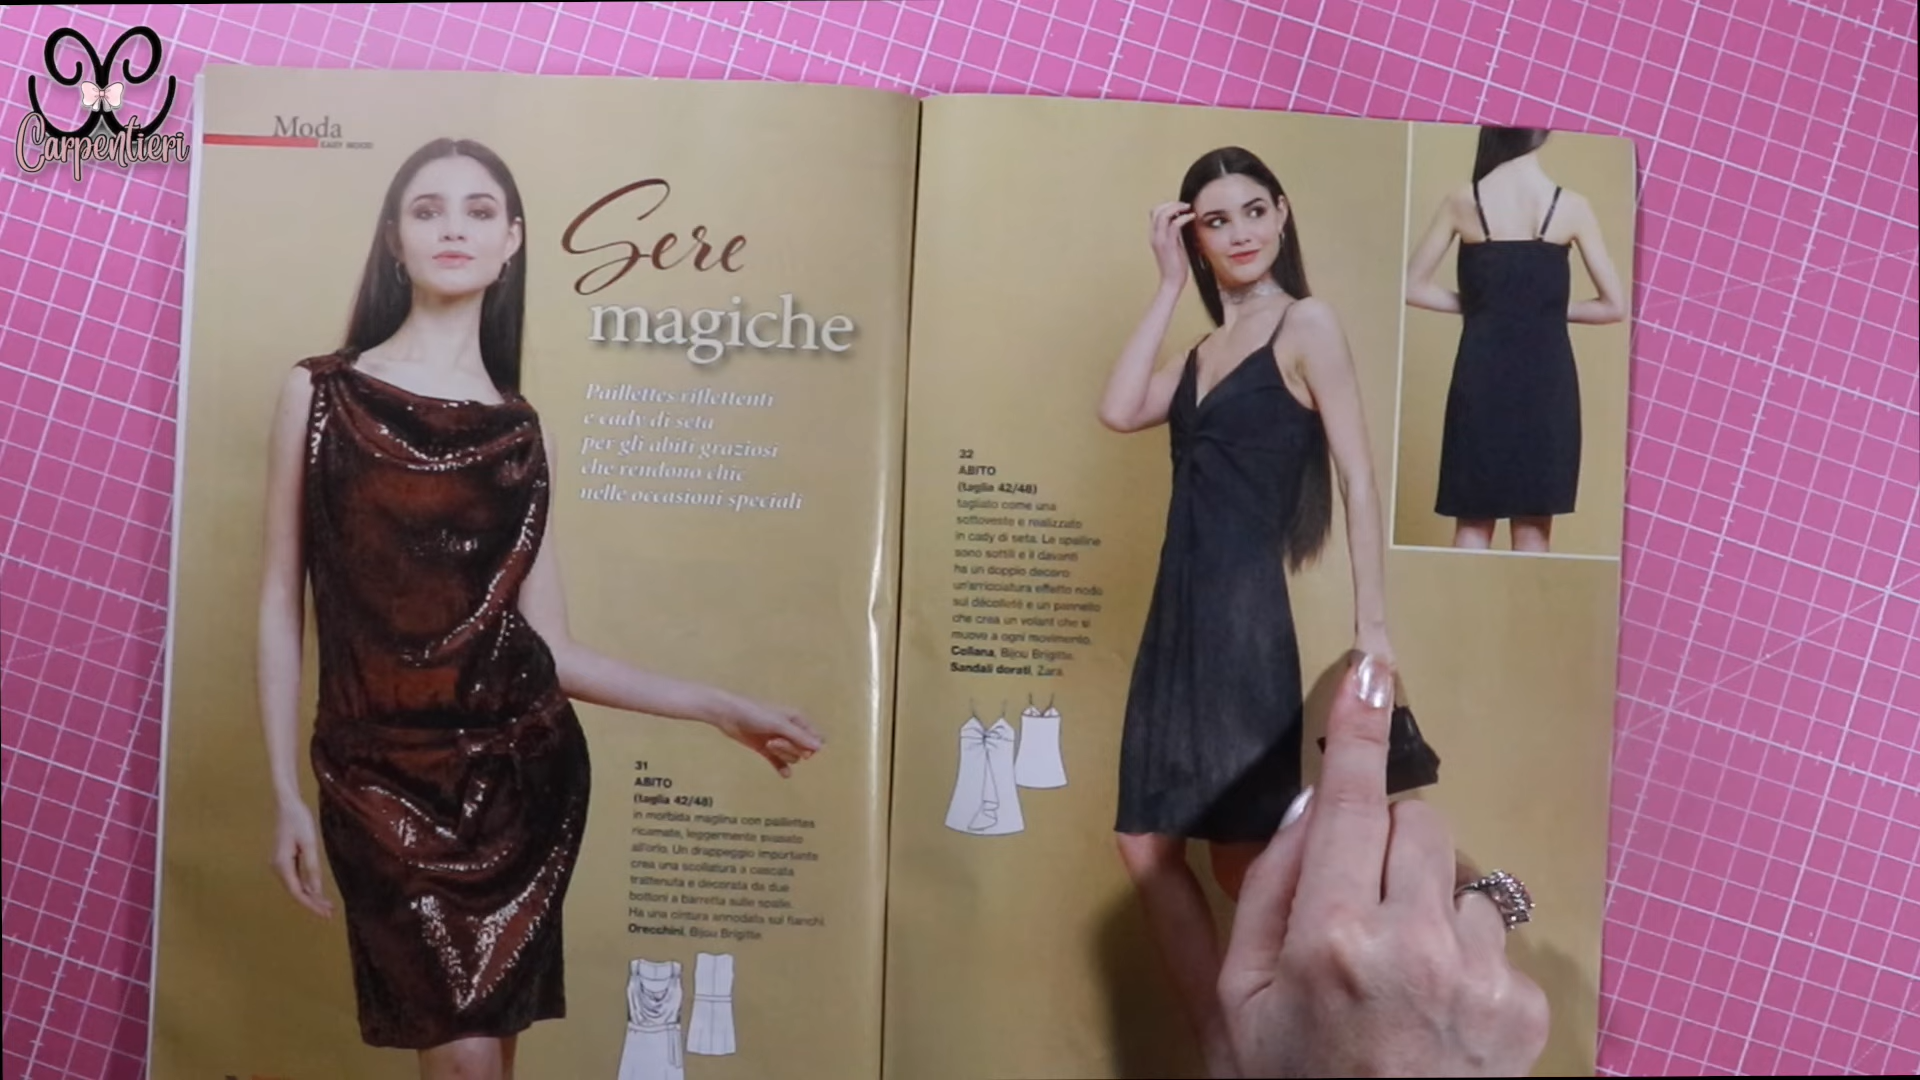 Carpentieri
Moda
EASY MOOD
Sere
magiche
Paillettes riflettenti
e cady di seta
per gli abiti graziosi
che rendono chic
nelle occasioni speciali
31
ABITO
(taglia 42/48)
in morbida maglina con paillettes
ricamate, leggermente svasato
all'orlo. Un drappeggio importante
crea una scollatura a cascata
trattenuta e decorata da due
bottoni a barretta sulle spalle.
Ha una cintura annodata sui fianchi.
Orecchini, Bijou Brigitte.
32
ABITO
(taglia 42/48)
tagliato come una
sottoveste e realizzato
in cady di seta. Le spalline
sono sottili e il davanti
ha un doppio decoro
un'arricciatura effetto nodo
sul décolleté e un pannello
che crea un volant che si
muove a ogni movimento.
Collana, Bijou Brigitte.
Sandali dorati, Zara.